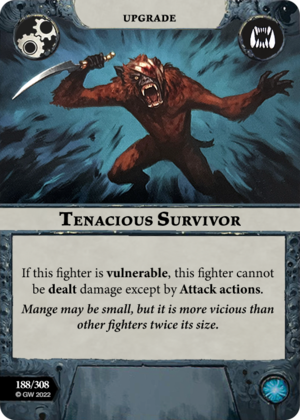 UPGRADE
TENACIOUS SURVIVOR
If this fighter is vulnerable, this fighter cannot
be dealt damage except by Attack actions.
Mange may be small, but it is more vicious than
other fighters twice its size.
188/308
© GW 2022